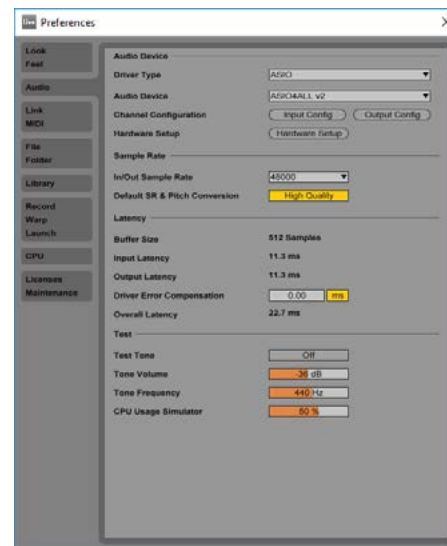 Live Preferences
Look
Feel
Audio
Link
MIDI
File
Folder
Library
Record
Warp
Launch
CPU
Licenses
Maintenance
Audio Device
Driver Type ASIO
Audio Device ASIO4ALL v2
Channel Configuration Input Config Output Config
Hardware Setup Hardware Setup
Sample Rate
In/Out Sample Rate 48000
Default SR & Pitch Conversion High Quality
Latency
Buffer Size 512 Samples
Input Latency 11.3 ms
Output Latency 11.3 ms
Driver Error Compensation 0.00 ms
Overall Latency 22.7 ms
Test
Test Tone Off
Tone Volume -36 dB
Tone Frequency 440 Hz
CPU Usage Simulator 50 %